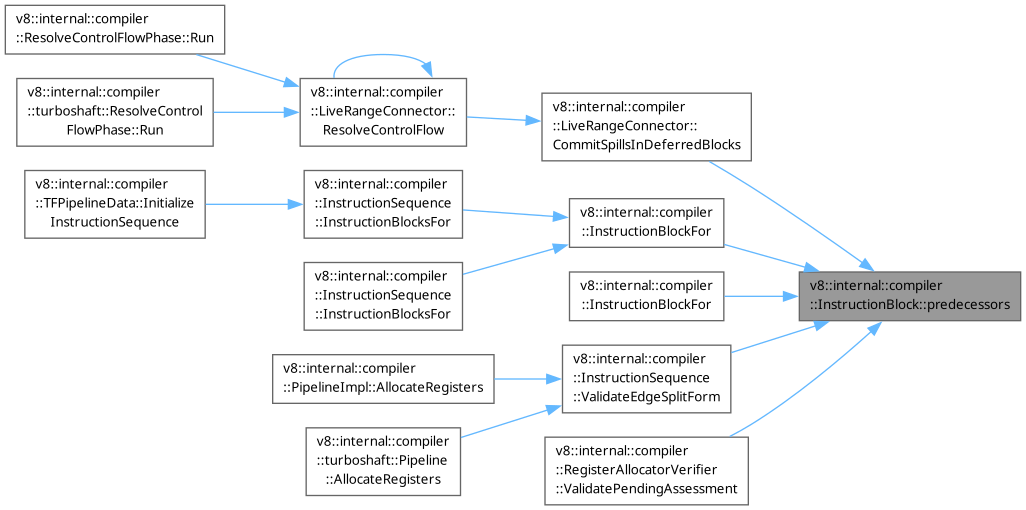 v8::internal::compiler
::ResolveControlFlowPhase::Run
v8::internal::compiler
::turboshaft::ResolveControl
FlowPhase::Run
v8::internal::compiler
::LiveRangeConnector::
ResolveControlFlow
v8::internal::compiler
::LiveRangeConnector::
CommitSpillsInDeferredBlocks
v8::internal::compiler
::TFPipelineData::Initialize
InstructionSequence
v8::internal::compiler
::InstructionSequence
::InstructionBlocksFor
v8::internal::compiler
::InstructionBlockFor
v8::internal::compiler
::InstructionSequence
::InstructionBlocksFor
v8::internal::compiler
::InstructionBlockFor
v8::internal::compiler
::InstructionBlock::predecessors
v8::internal::compiler
::PipelineImpl::AllocateRegisters
v8::internal::compiler
::InstructionSequence
::ValidateEdgeSplitForm
v8::internal::compiler
::turboshaft::Pipeline
::AllocateRegisters
v8::internal::compiler
::RegisterAllocatorVerifier
::ValidatePendingAssessment